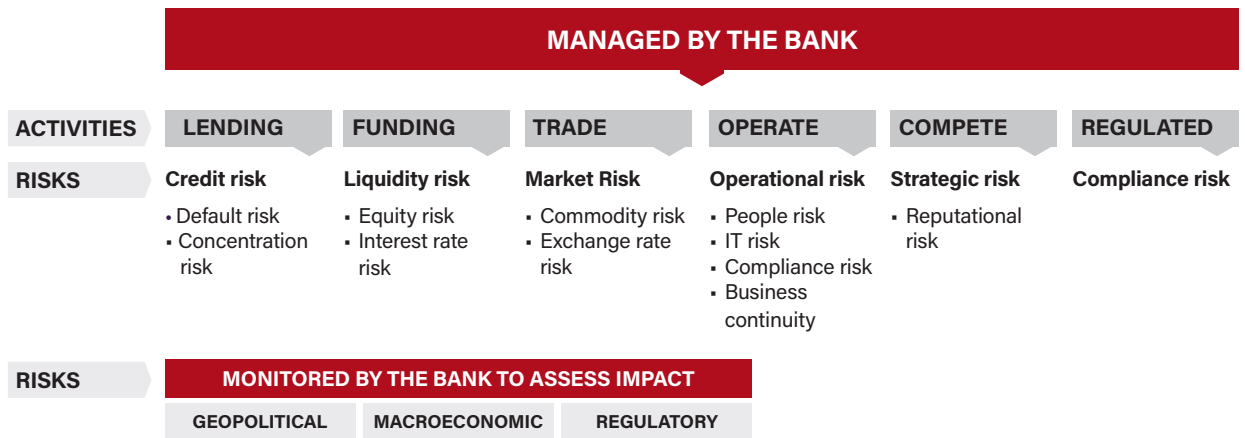 MANAGED BY THE BANK
ACTIVITIES LENDING FUNDING TRADE OPERATE COMPETE REGULATED
RISKS Credit risk Liquidity risk Market Risk Operational risk Strategic risk Compliance risk
• Default risk
▪ Concentration
risk
▪ Equity risk
▪ Interest rate
risk
▪ Commodity risk
▪ Exchange rate
risk
▪ People risk
▪ IT risk
▪ Compliance risk
▪ Business
continuity
▪ Reputational
risk
RISKS MONITORED BY THE BANK TO ASSESS IMPACT
GEOPOLITICAL MACROECONOMIC REGULATORY